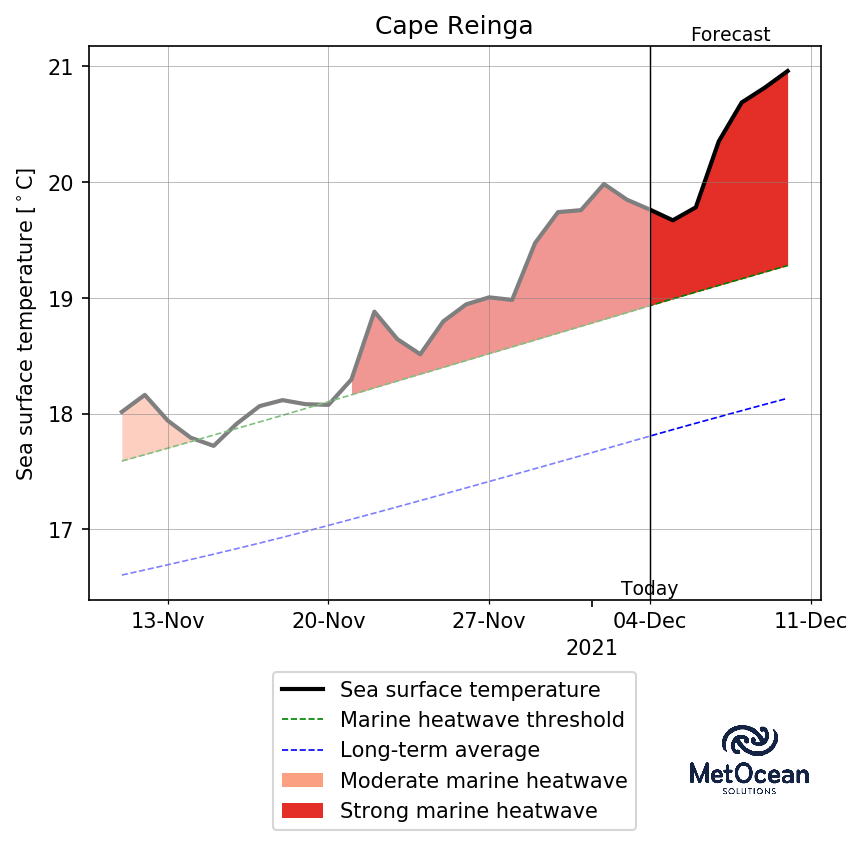 Cape Reinga
Forecast
21
20
19
18
17
Sea surface temperature [°C]
Today
13-Nov 20-Nov 27-Nov 04-Dec 11-Dec
2021
Sea surface temperature
Marine heatwave threshold
Long-term average
Moderate marine heatwave
Strong marine heatwave
MetOcean
SOLUTIONS